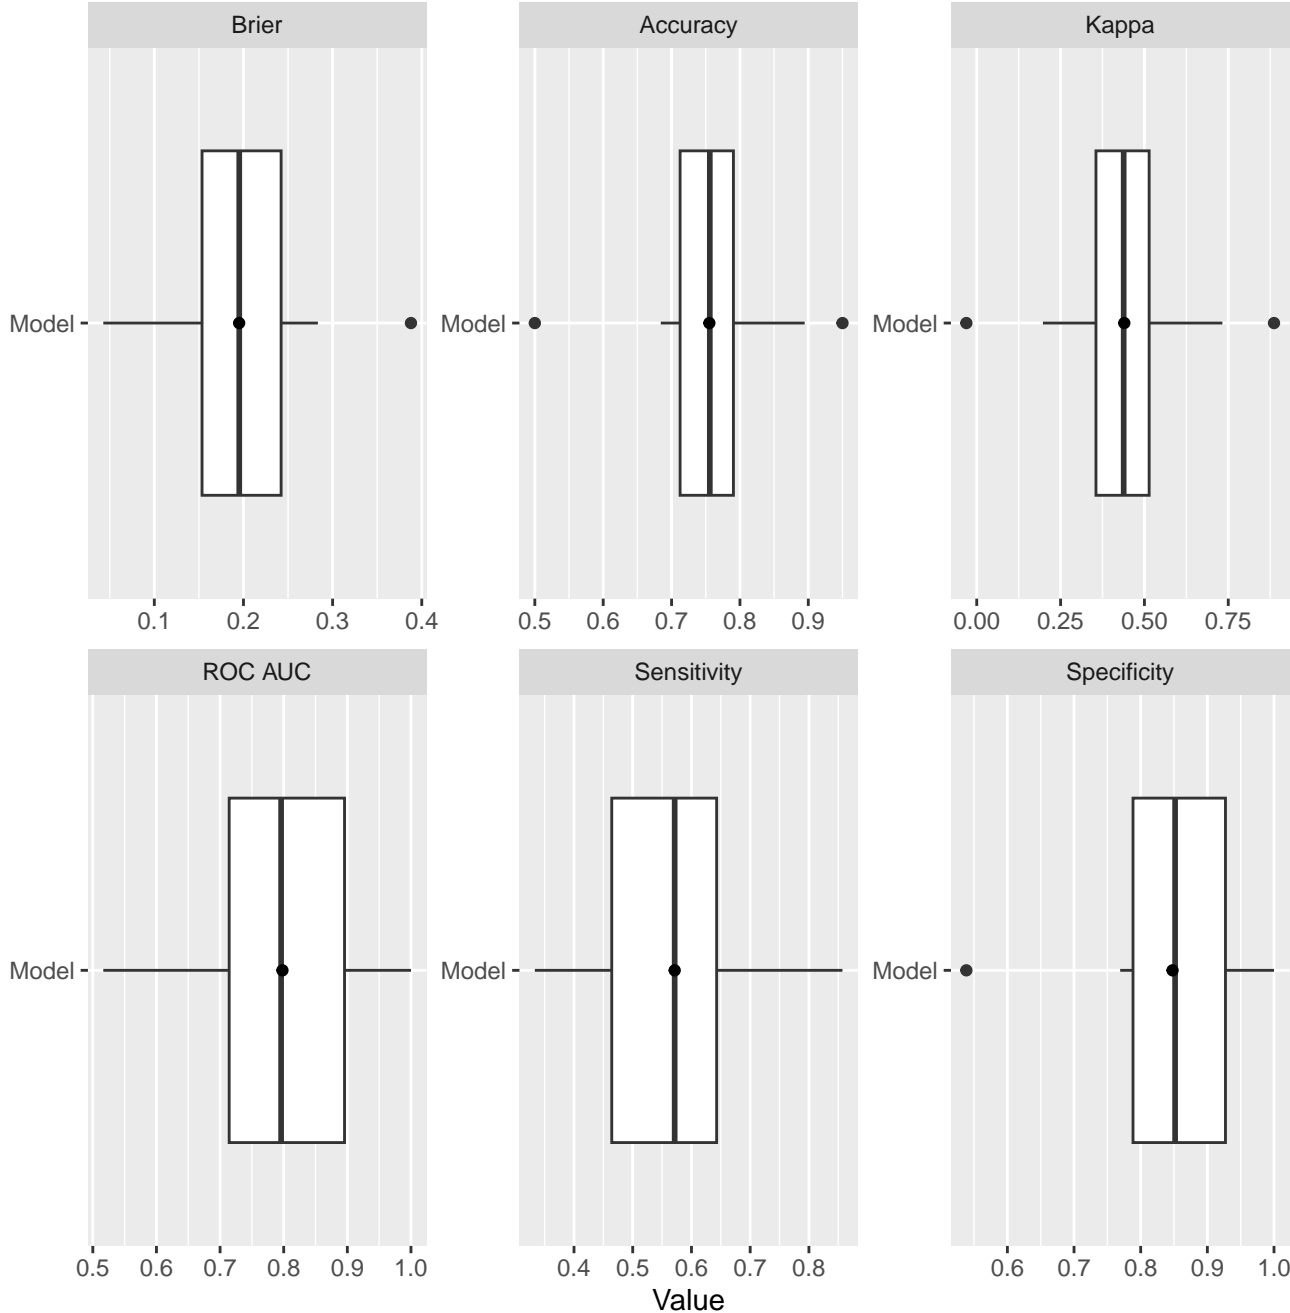 Brier Accuracy Kappa
Model Model Model
0.1 0.2 0.3 0.4 0.5 0.6 0.7 0.8 0.9 0.00 0.25 0.50 0.75
ROC AUC Sensitivity Specificity
Model Model Model
0.5 0.6 0.7 0.8 0.9 1.0 0.4 0.5 0.6 0.7 0.8 0.6 0.7 0.8 0.9 1.0
Value